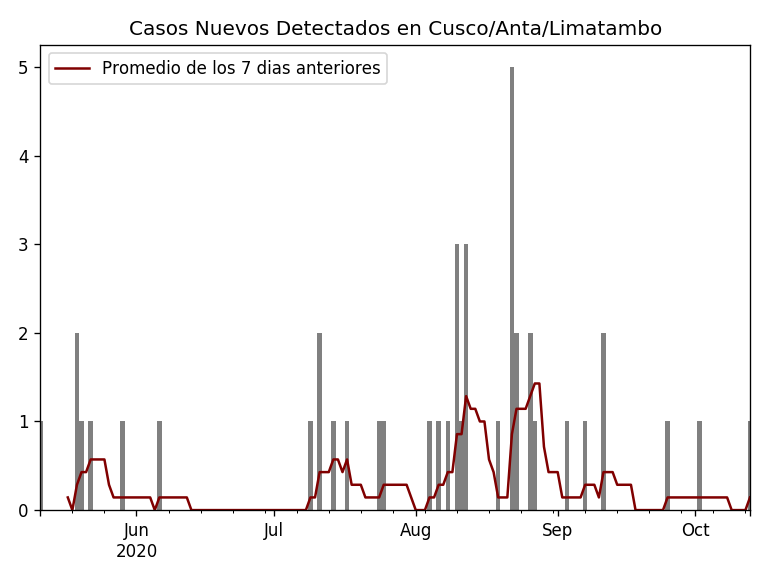 Casos Nuevos Detectados en Cusco/Anta/Limatambo
Promedio de los 7 dias anteriores
5
4
3
2
1
0
Jun Jul Aug Sep Oct
2020